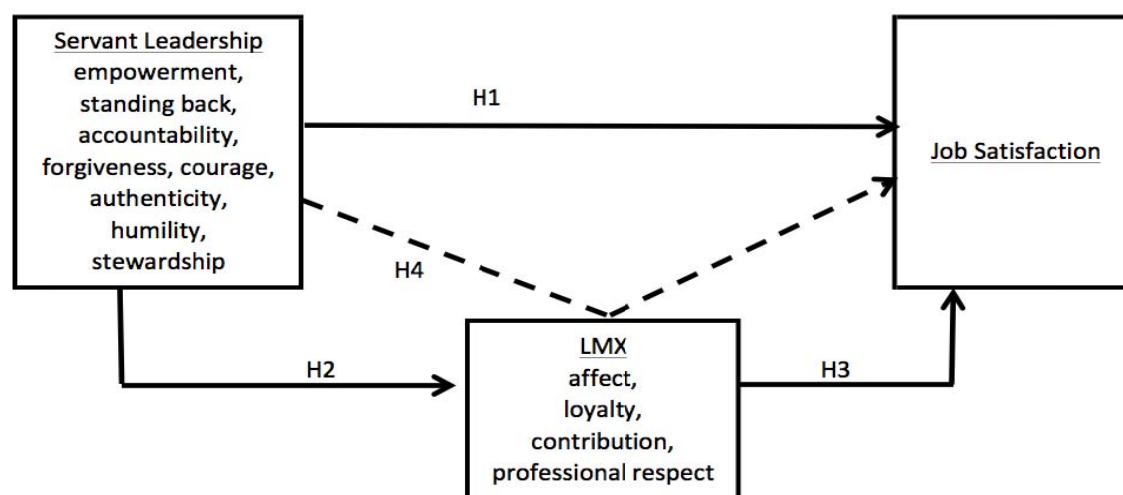 Servant Leadership
empowerment,
standing back,
accountability,
forgiveness, courage,
authenticity,
humility,
stewardship
H1
Job Satisfaction
H4
H2
LMX
affect,
loyalty,
contribution,
professional respect
H3